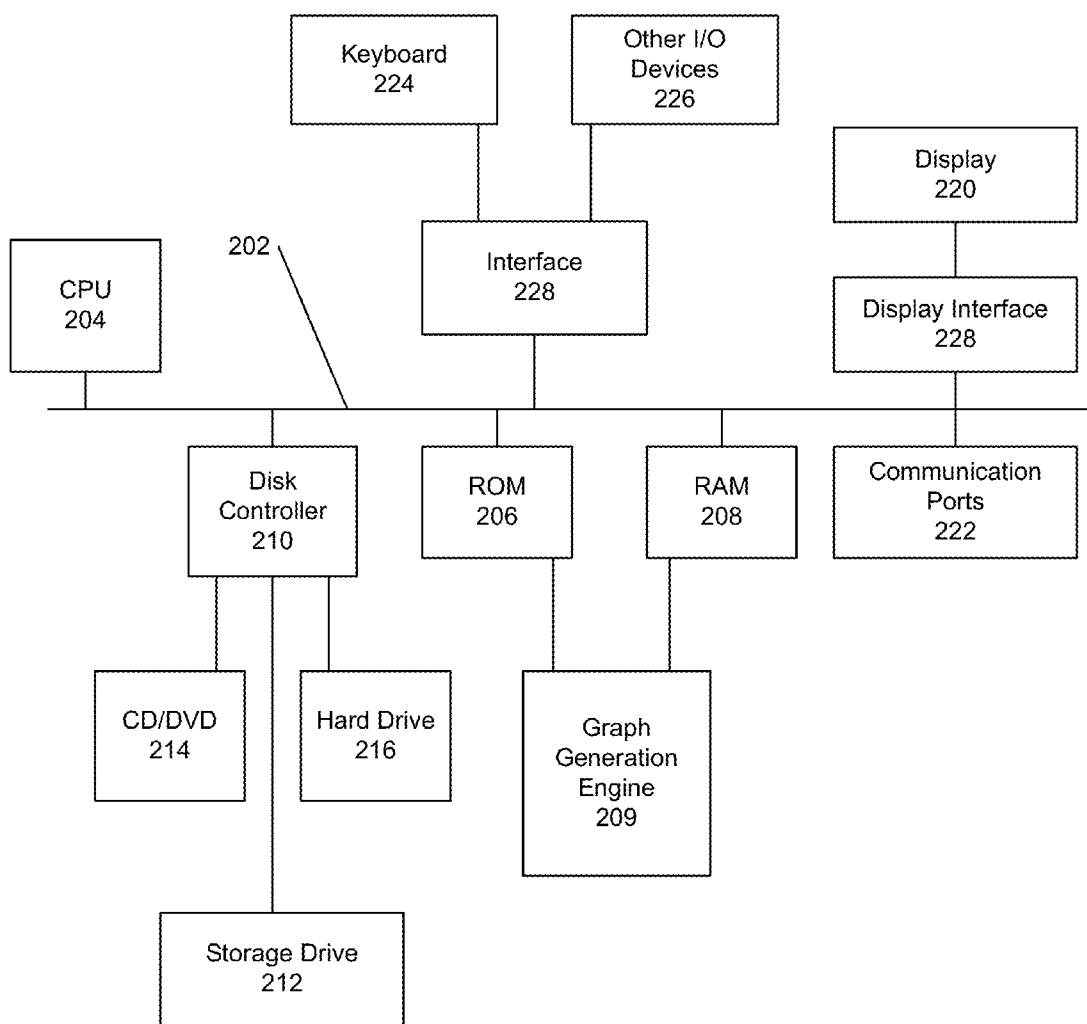 Keyboard
224
Other I/O
Devices
226
Display
220
202
CPU
204
Interface
228
Display Interface
228
Disk
Controller
210
ROM
206
RAM
208
Communication
Ports
222
CD/DVD
214
Hard Drive
216
Graph
Generation
Engine
209
Storage Drive
212